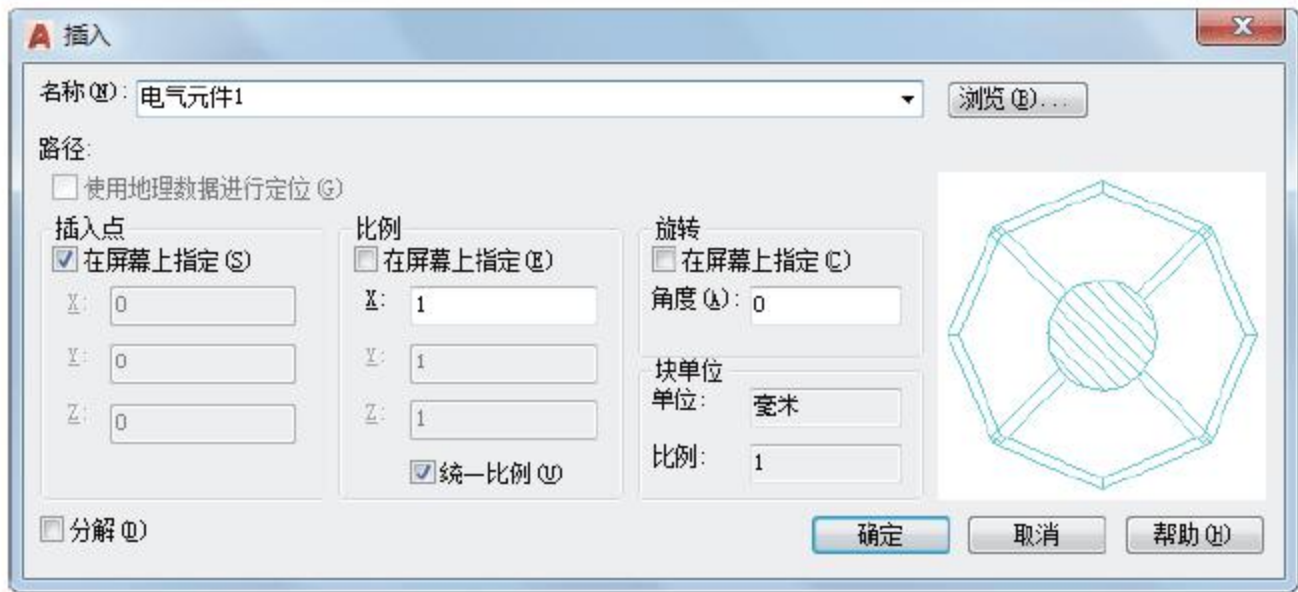 插入
名称(N): 电气元件1 浏览(B)...
路径:
使用地理数据进行定位(G)
插入点
在屏幕上指定(S)
X: 0
Y: 0
Z: 0
比例
在屏幕上指定(E)
X: 1
Y: 1
Z: 1
统一比例(U)
旋转
在屏幕上指定(C)
角度(A): 0
块单位
单位: 毫米
比例: 1
分解(D)
确定 取消 帮助(H)